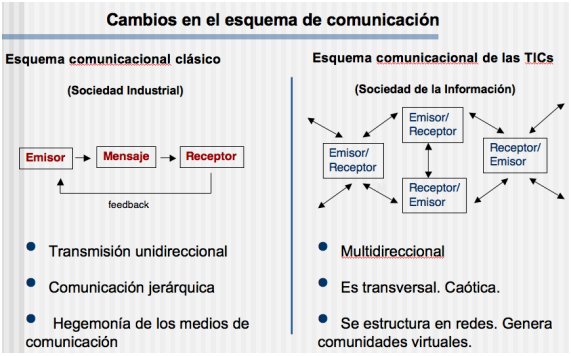 Cambios en el esquema de comunicación
Esquema comunicacional clásico
(Sociedad Industrial)
Emisor
Mensaje
Receptor
feedback
Transmisión unidireccional
Comunicación jerárquica
Hegemonía de los medios de
comunicación
Esquema comunicacional de las TICs
(Sociedad de la Información)
Emisor/
Receptor
Emisor/
Receptor
Receptor/
Emisor
Receptor/
Emisor
Multidireccional
Es transversal. Caótica.
Se estructura en redes. Genera
comunidades virtuales.